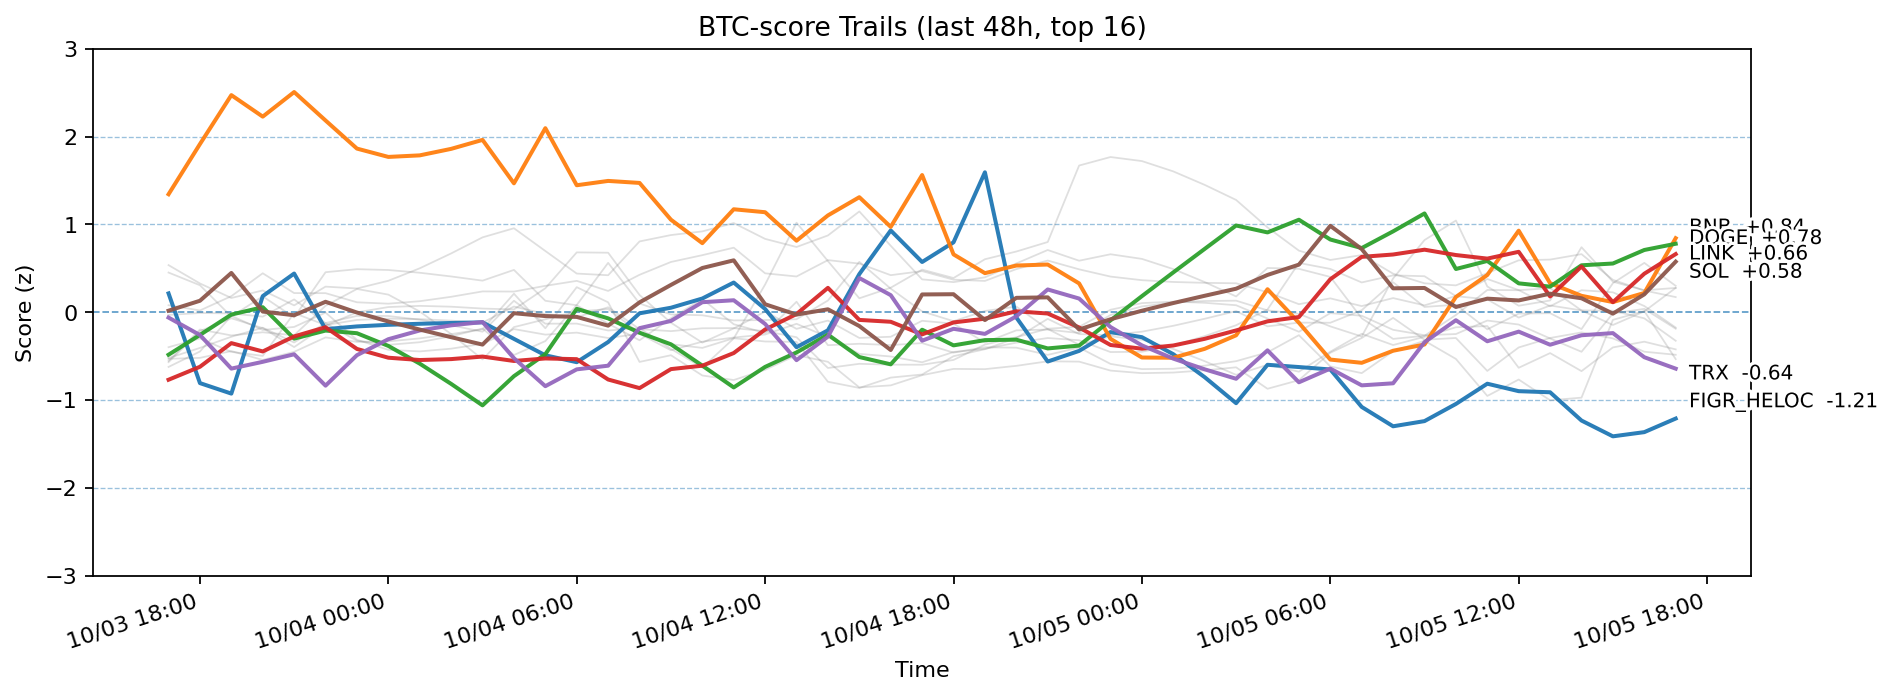 BTC-score Trails (last 48h, top 16)
Score (z)
3
2
1
0
−1
−2
−3
BNB +0.84
DOGE +0.78
LINK +0.66
SOL +0.58
TRX -0.64
FIGR_HELOC -1.21
10/03 18:00
10/04 00:00
10/04 06:00
10/04 12:00
10/04 18:00
10/05 00:00
10/05 06:00
10/05 12:00
10/05 18:00
Time